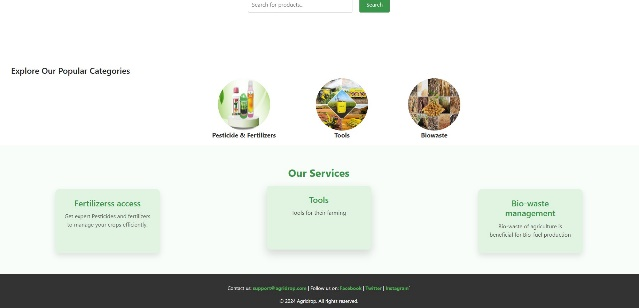 Search for products..
Search
Explore Our Popular Categories
Pesticide & Fertilizers
Tools
Biowaste
Our Services
Fertilizerss access
Get expert Pesticides and fertilizers
to manage your crops efficiently
Tools
Tools for their farming
Bio-waste
management
Bio-waste of agriculture is
beneficial for Bio-fuel production
Contact us: support@agridrop.com | Follow us on: Facebook | Twitter | Instagram!
© 2024 Agridrop. All rights reserved.